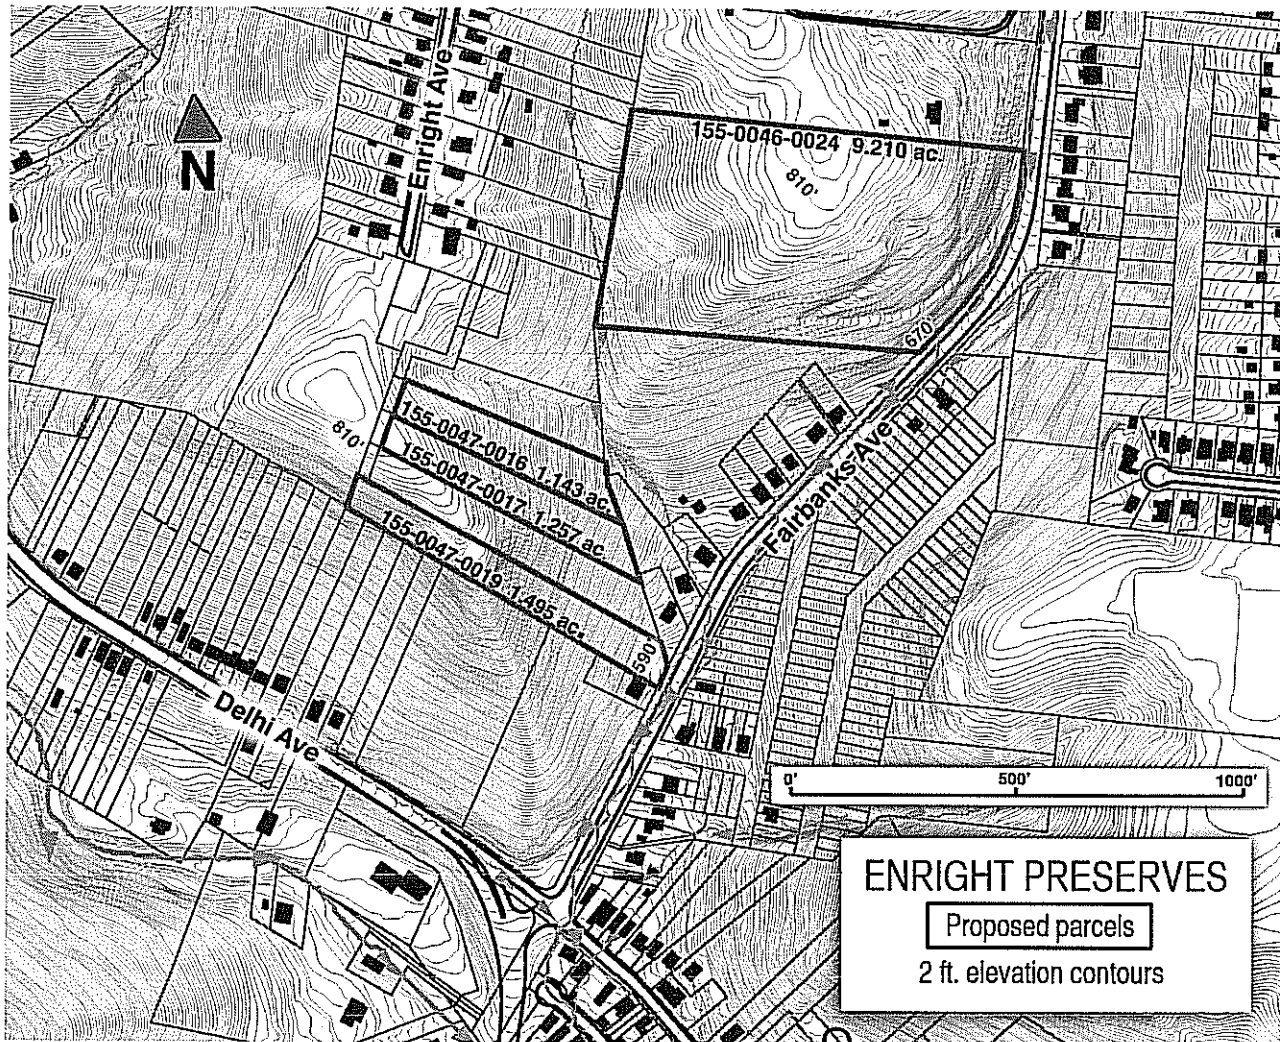 Enright Ave
N
155-0046-0024 9.210 ac.
810'
670
810'
155-0047-0016 1.143 ac.
155-0047-0017 1.257 ac.
155-0047-0019 1.495 ac.
Fairbanks Ave
590
Delhi Ave
0' 500' 1000'
ENRIGHT PRESERVES
Proposed parcels
2 ft. elevation contours